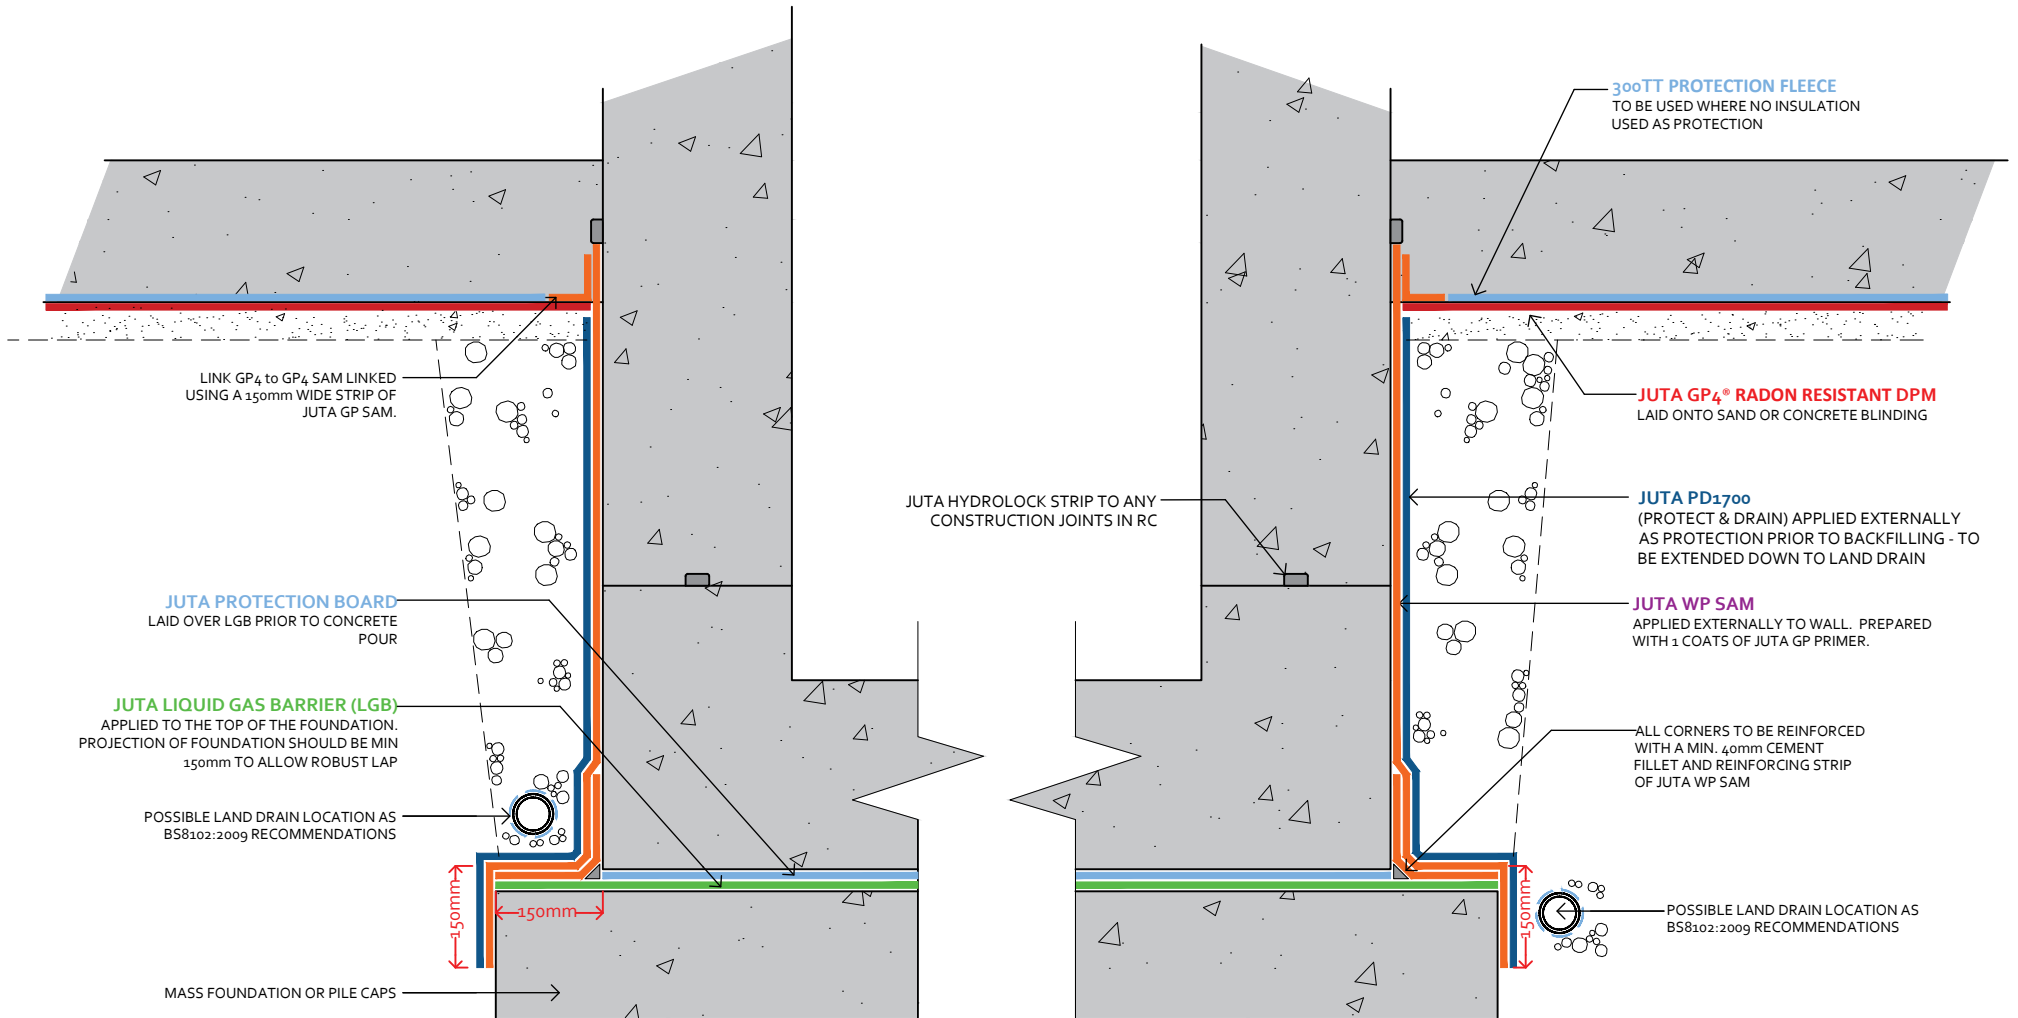 300TT PROTECTION FLEECE
TO BE USED WHERE NO INSULATION
USED AS PROTECTION
LINK GP4 to GP4 SAM LINKED
USING A 150mm WIDE STRIP OF
JUTA GP SAM.
JUTA GP4® RADON RESISTANT DPM
LAID ONTO SAND OR CONCRETE BLINDING
JUTA HYDROLOCK STRIP TO ANY
CONSTRUCTION JOINTS IN RC
JUTA PD1700
(PROTECT & DRAIN) APPLIED EXTERNALLY
AS PROTECTION PRIOR TO BACKFILLING - TO
BE EXTENDED DOWN TO LAND DRAIN
JUTA PROTECTION BOARD
LAID OVER LGB PRIOR TO CONCRETE
POUR
JUTA WP SAM
APPLIED EXTERNALLY TO WALL. PREPARED
WITH 1 COATS OF JUTA GP PRIMER.
JUTA LIQUID GAS BARRIER (LGB)
APPLIED TO THE TOP OF THE FOUNDATION.
PROJECTION OF FOUNDATION SHOULD BE MIN
150mm TO ALLOW ROBUST LAP
ALL CORNERS TO BE REINFORCED
WITH A MIN. 40mm CEMENT
FILLET AND REINFORCING STRIP
OF JUTA WP SAM
POSSIBLE LAND DRAIN LOCATION AS
BS8102:2009 RECOMMENDATIONS
150mm
150mm
150mm
POSSIBLE LAND DRAIN LOCATION AS
BS8102:2009 RECOMMENDATIONS
MASS FOUNDATION OR PILE CAPS